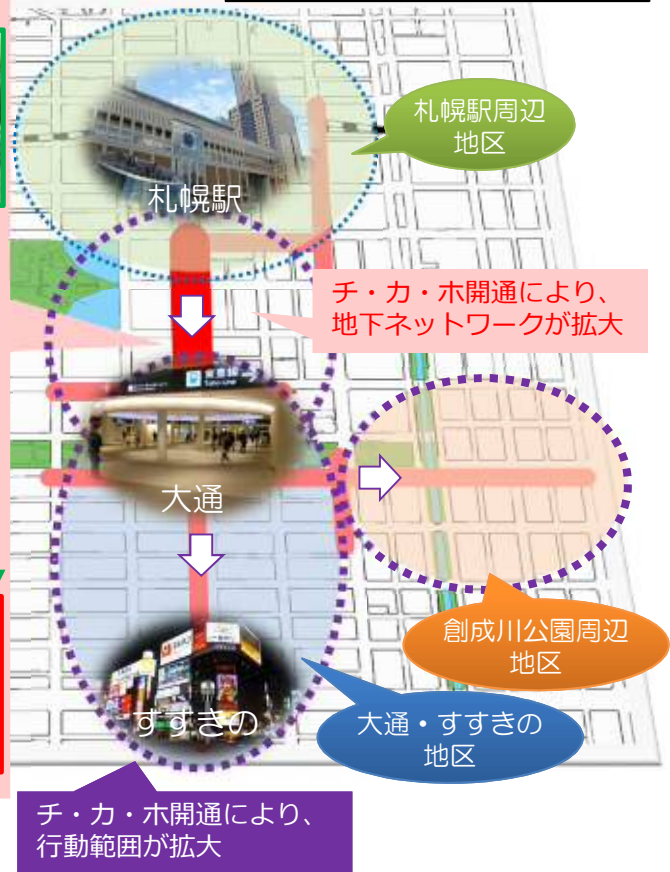 札幌駅周辺
地区
札幌駅
チ・カ・ホ開通により、
地下ネットワークが拡大
大通
創成川公園周辺
地区
すすきの
大通・すすきの
地区
チ・カ・ホ開通により、
行動範囲が拡大